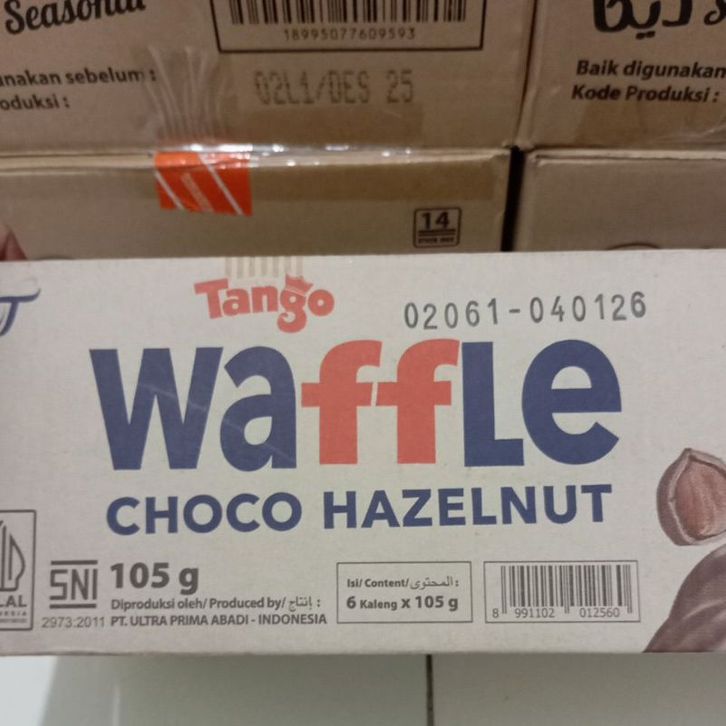 Seasonal
18995077609593
02L1/DES 25
unakan sebelum :
oduksi :
Baik digunakan
Kode Produksi :
14
Tango
02061-040126
waffLe
CHOCO HAZELNUT
SNI
2973:2011
105 g
Diproduksi oleh/ Produced by/ إنتاج :
PT. ULTRA PRIMA ABADI - INDONESIA
Isi/ Content/ المحتوى :
6 Kaleng x 105 g
8 991102 012560